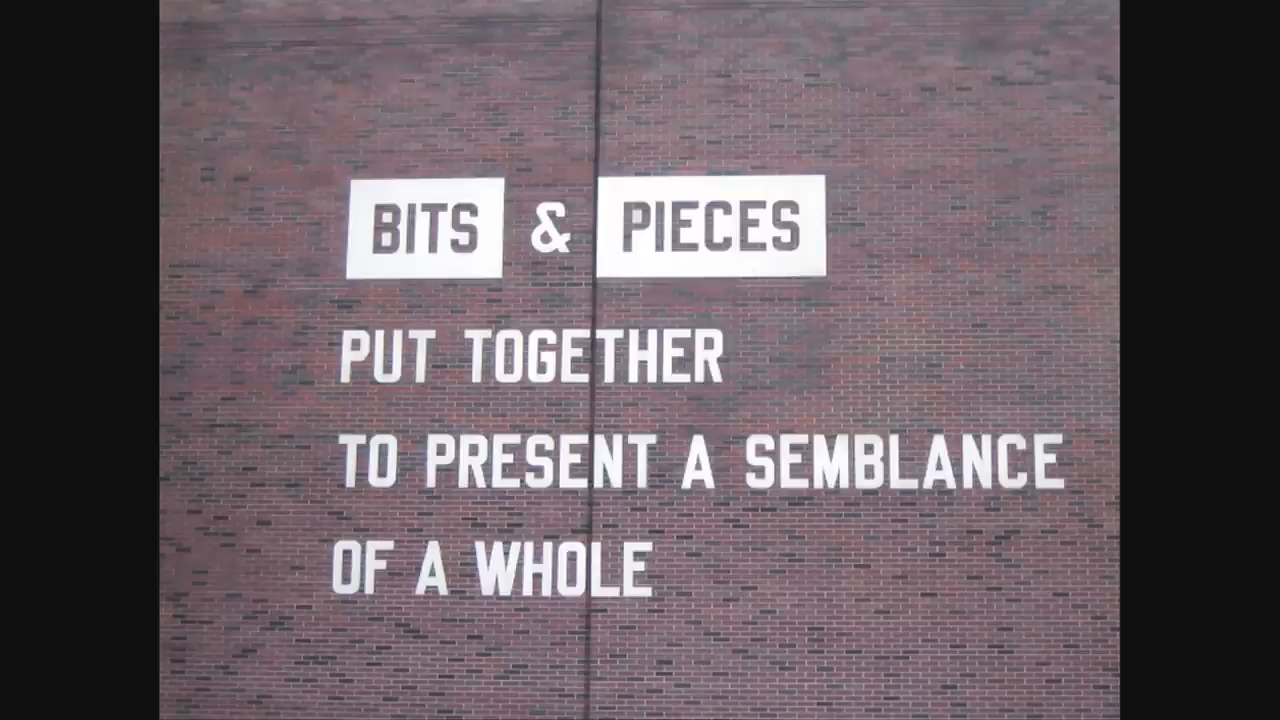 BITS & PIECES
PUT TOGETHER
TO PRESENT A SEMBLANCE
OF A WHOLE